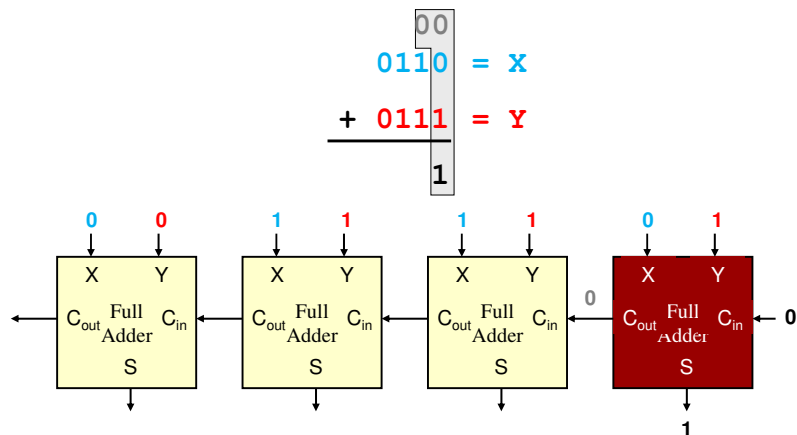 00
0110 = X
+ 0111 = Y
1
0 0 1 1 1 1 0 1
X Y X Y X Y X Y
0
Cout Full Adder Cin Cout Full Adder Cin Cout Full Adder Cin Cout Full Adder Cin 0
S S S S
1